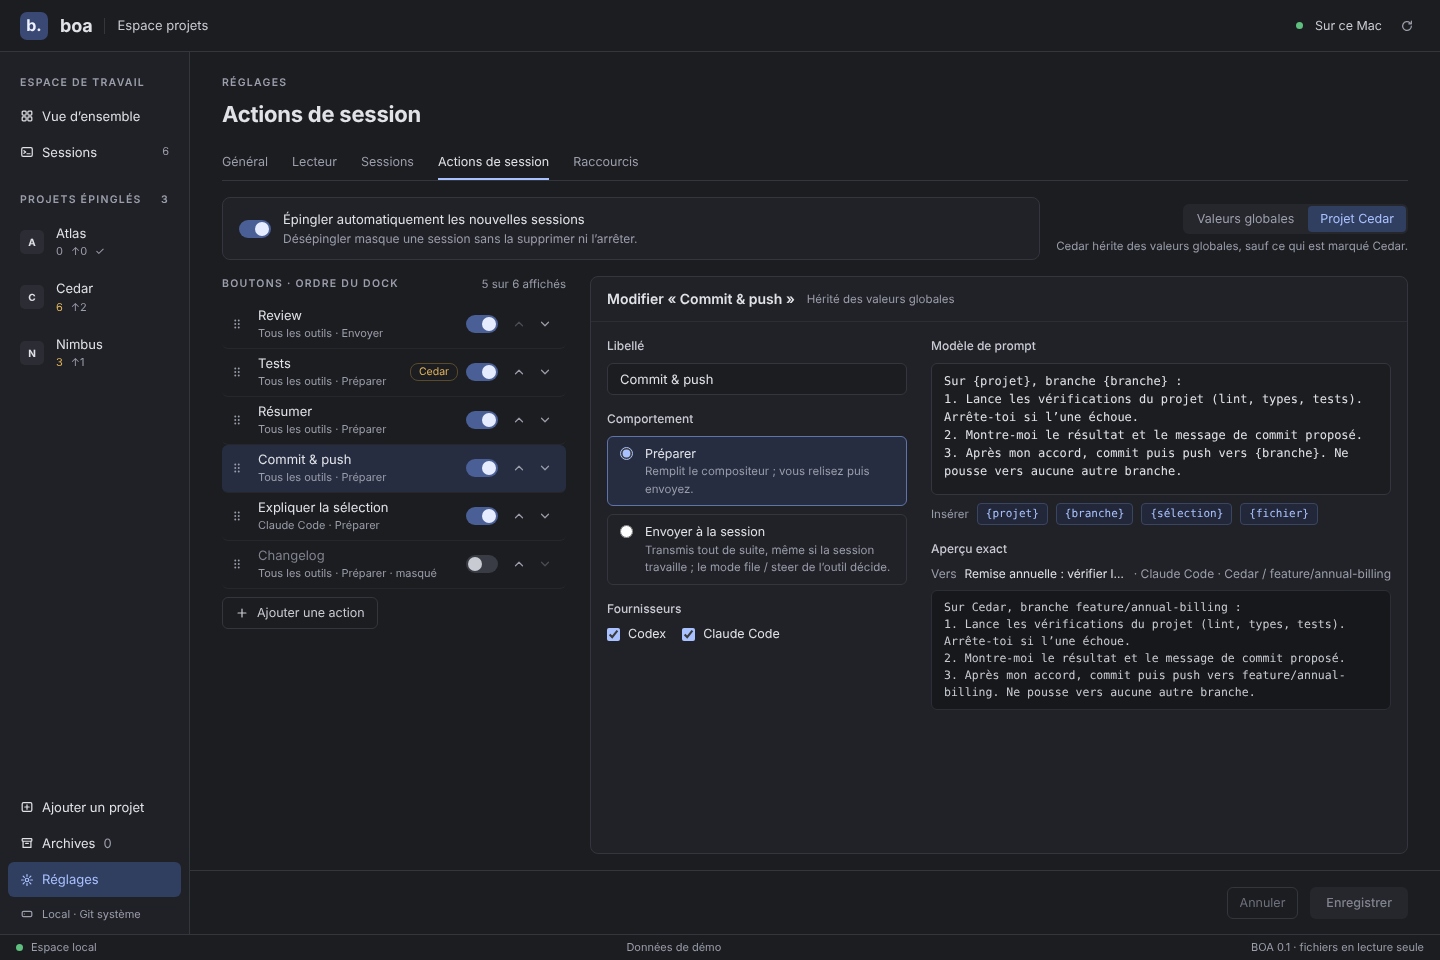 b. boa Espace projets
Sur ce Mac
ESPACE DE TRAVAIL
Vue d’ensemble
Sessions 6
PROJETS ÉPINGLÉS 3
A Atlas
0 ↑0 ✓
C Cedar
6 ↑2
N Nimbus
3 ↑1
Ajouter un projet
Archives 0
Réglages
Local · Git système
RÉGLAGES
Actions de session
Général Lecteur Sessions Actions de session Raccourcis
Épingler automatiquement les nouvelles sessions
Désépingler masque une session sans la supprimer ni l’arrêter.
Valeurs globales Projet Cedar
Cedar hérite des valeurs globales, sauf ce qui est marqué Cedar.
BOUTONS · ORDRE DU DOCK 5 sur 6 affichés
Review
Tous les outils · Envoyer
Tests
Tous les outils · Préparer
Cedar
Résumer
Tous les outils · Préparer
Commit & push
Tous les outils · Préparer
Expliquer la sélection
Claude Code · Préparer
Changelog
Tous les outils · Préparer · masqué
+ Ajouter une action
Modifier « Commit & push » Hérité des valeurs globales
Libellé
Commit & push
Comportement
Préparer
Remplit le compositeur ; vous relisez puis
envoyez.
Envoyer à la session
Transmis tout de suite, même si la session
travaille ; le mode file / steer de l’outil décide.
Fournisseurs
Codex Claude Code
Modèle de prompt
Sur {projet}, branche {branche} :
1. Lance les vérifications du projet (lint, types, tests).
Arrête-toi si l’une échoue.
2. Montre-moi le résultat et le message de commit proposé.
3. Après mon accord, commit puis push vers {branche}. Ne
pousse vers aucune autre branche.
Insérer {projet} {branche} {sélection} {fichier}
Aperçu exact
Vers Remise annuelle : vérifier l… · Claude Code · Cedar / feature/annual-billing
Sur Cedar, branche feature/annual-billing :
1. Lance les vérifications du projet (lint, types, tests).
Arrête-toi si l’une échoue.
2. Montre-moi le résultat et le message de commit proposé.
3. Après mon accord, commit puis push vers feature/annual-
billing. Ne pousse vers aucune autre branche.
Annuler Enregistrer
Espace local
Données de démo
BOA 0.1 · fichiers en lecture seule